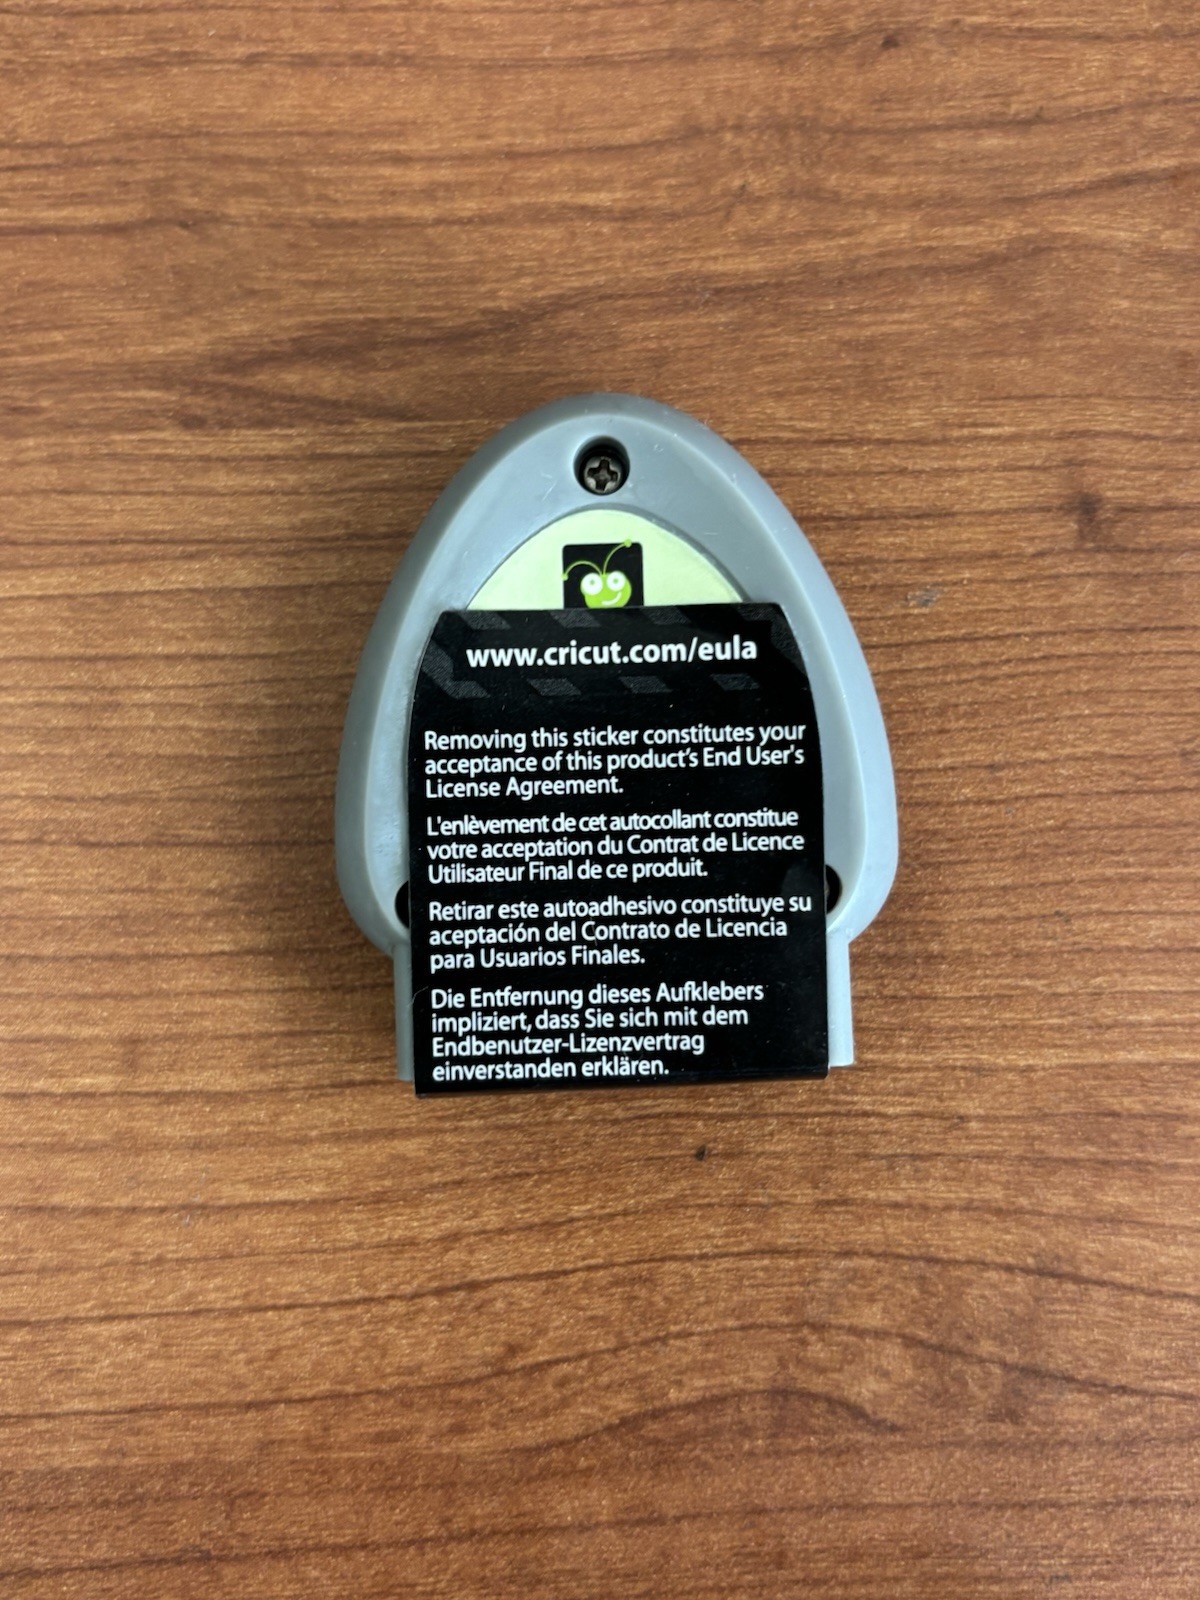 www.cricut.com/eula
Removing this sticker constitutes your
acceptance of this product's End User's
License Agreement.
L'enlèvement de cet autocollant constitue
votre acceptation du Contrat de Licence
Utilisateur Final de ce produit.
Retirar este autoadhesivo constituye su
aceptación del Contrato de Licencia
para Usuarios Finales.
Die Entfernung dieses Aufklebers
impliziert, dass Sie sich mit dem
Endbenutzer-Lizenzvertrag
einverstanden erklären.